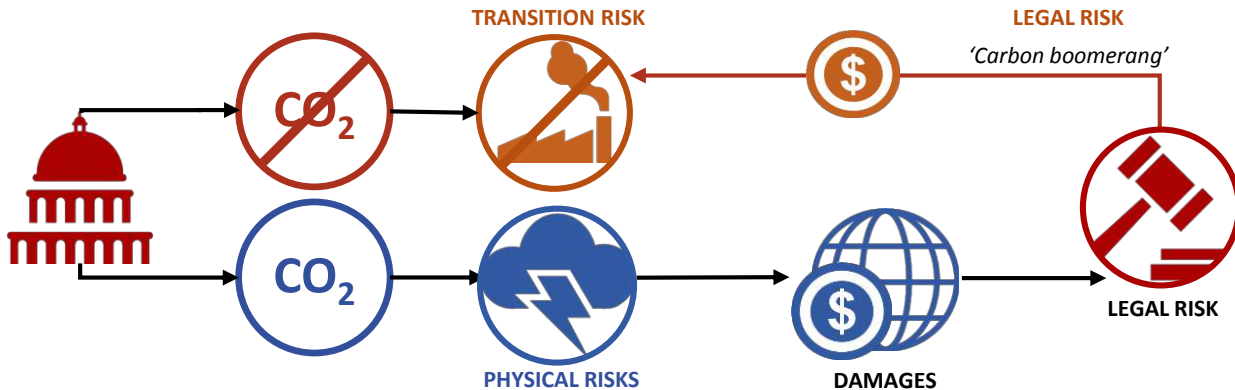 TRANSITION RISK
LEGAL RISK
'Carbon boomerang'
CO₂
$
CO₂
$
LEGAL RISK
PHYSICAL RISKS
DAMAGES